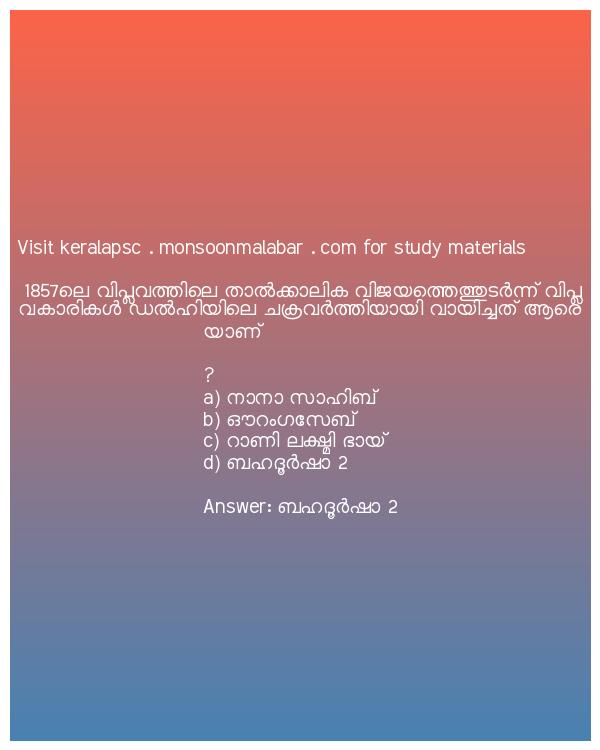 Visit keralapsc . monsoonmalabar . com for study materials
1857ലെ വിപ്ലവത്തിലെ താൽക്കാലിക വിജയത്തെത്തുടർന്ന് വിപ്ല
വകാരികൾ ഡൽഹിയിലെ ചക്രവർത്തിയായി വായിച്ചത് ആരെ
യാണ്
?
a) നാനാ സാഹിബ്
b) ഔറംഗസേബ്
c) റാണി ലക്ഷ്മി ഭായ്
d) ബഹദൂർഷാ 2
Answer: ബഹദൂർഷാ 2